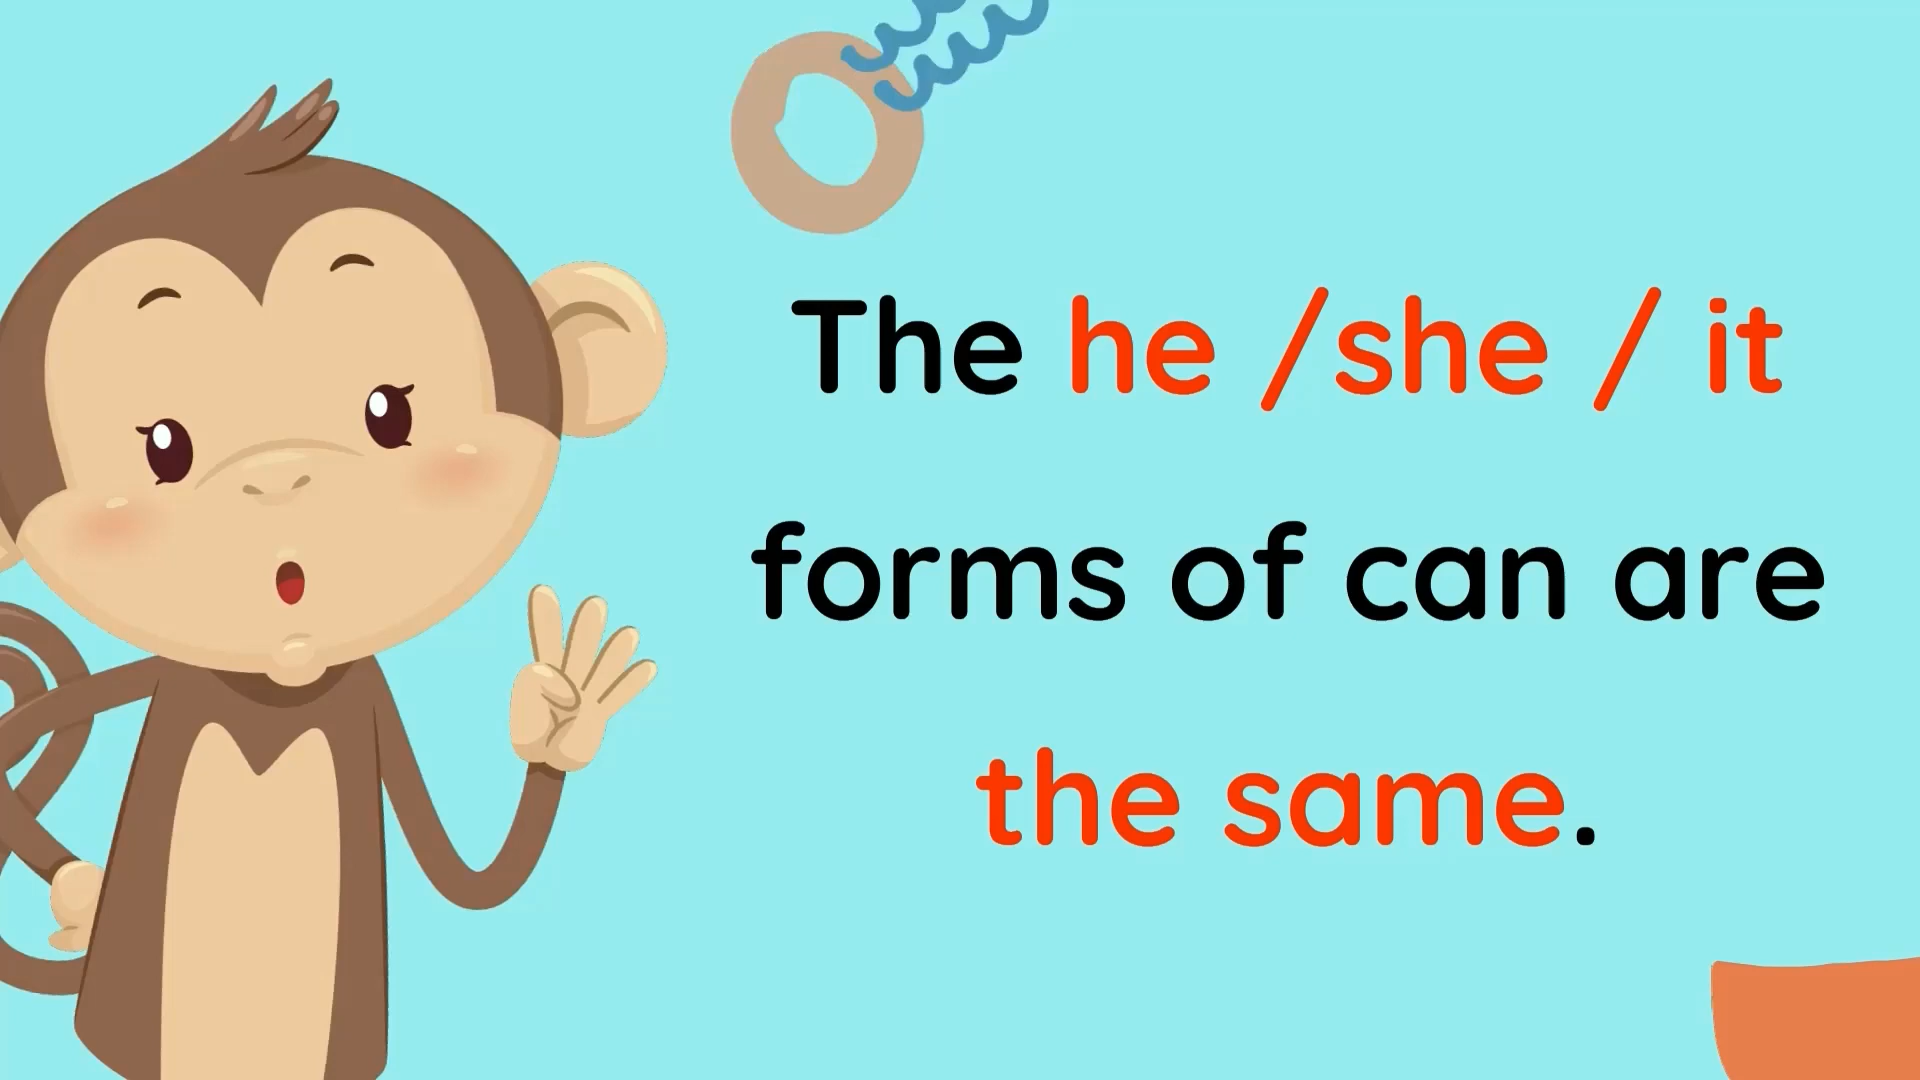 The he /she / it
forms of can are
the same.